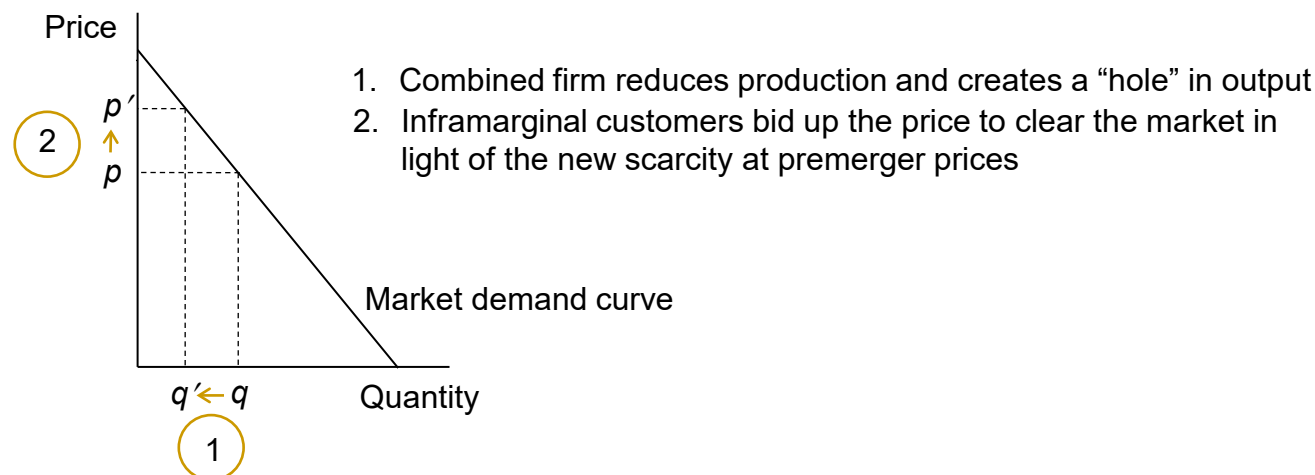 Price
1. Combined firm reduces production and creates a “hole” in output
p′
2. Inframarginal customers bid up the price to clear the market in
2
light of the new scarcity at premerger prices
p
Market demand curve
q′ q
Quantity
1